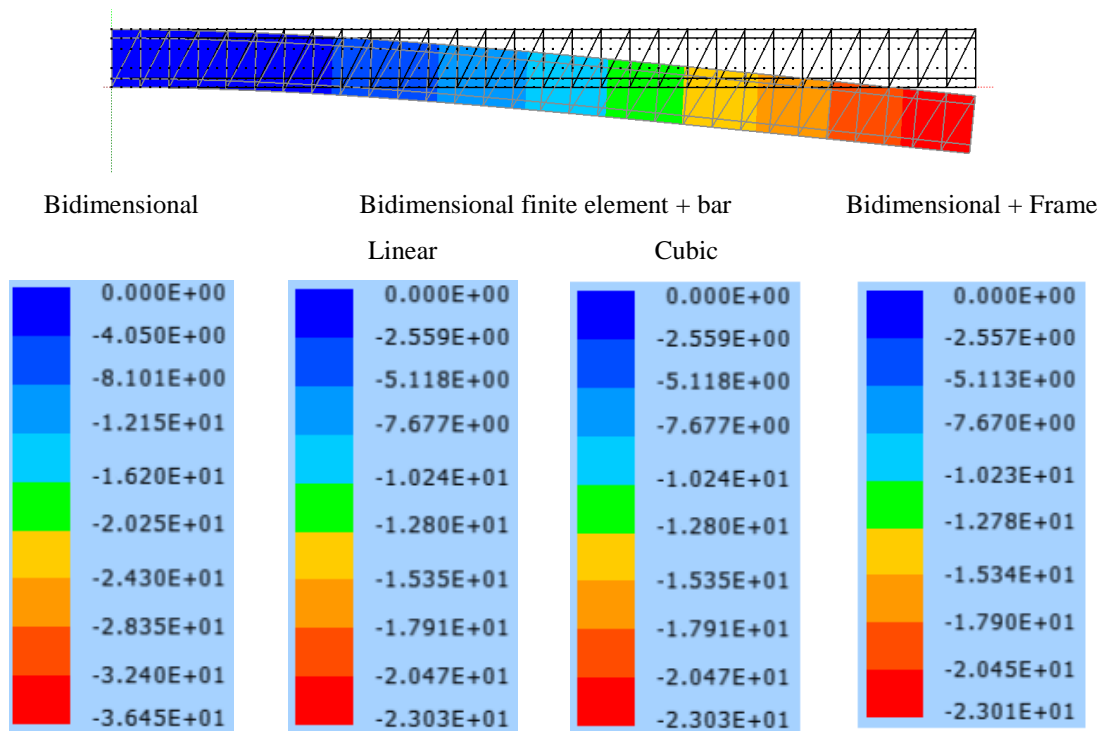 Bidimensional Bidimensional finite element + bar Bidimensional + Frame
Linear Cubic
0.000E+00 0.000E+00 0.000E+00 0.000E+00
-4.050E+00 -2.559E+00 -2.559E+00 -2.557E+00
-8.101E+00 -5.118E+00 -5.118E+00 -5.113E+00
-1.215E+01 -7.677E+00 -7.677E+00 -7.670E+00
-1.620E+01 -1.024E+01 -1.024E+01 -1.023E+01
-2.025E+01 -1.280E+01 -1.280E+01 -1.278E+01
-2.430E+01 -1.535E+01 -1.535E+01 -1.534E+01
-2.835E+01 -1.791E+01 -1.791E+01 -1.790E+01
-3.240E+01 -2.047E+01 -2.047E+01 -2.045E+01
-3.645E+01 -2.303E+01 -2.303E+01 -2.301E+01